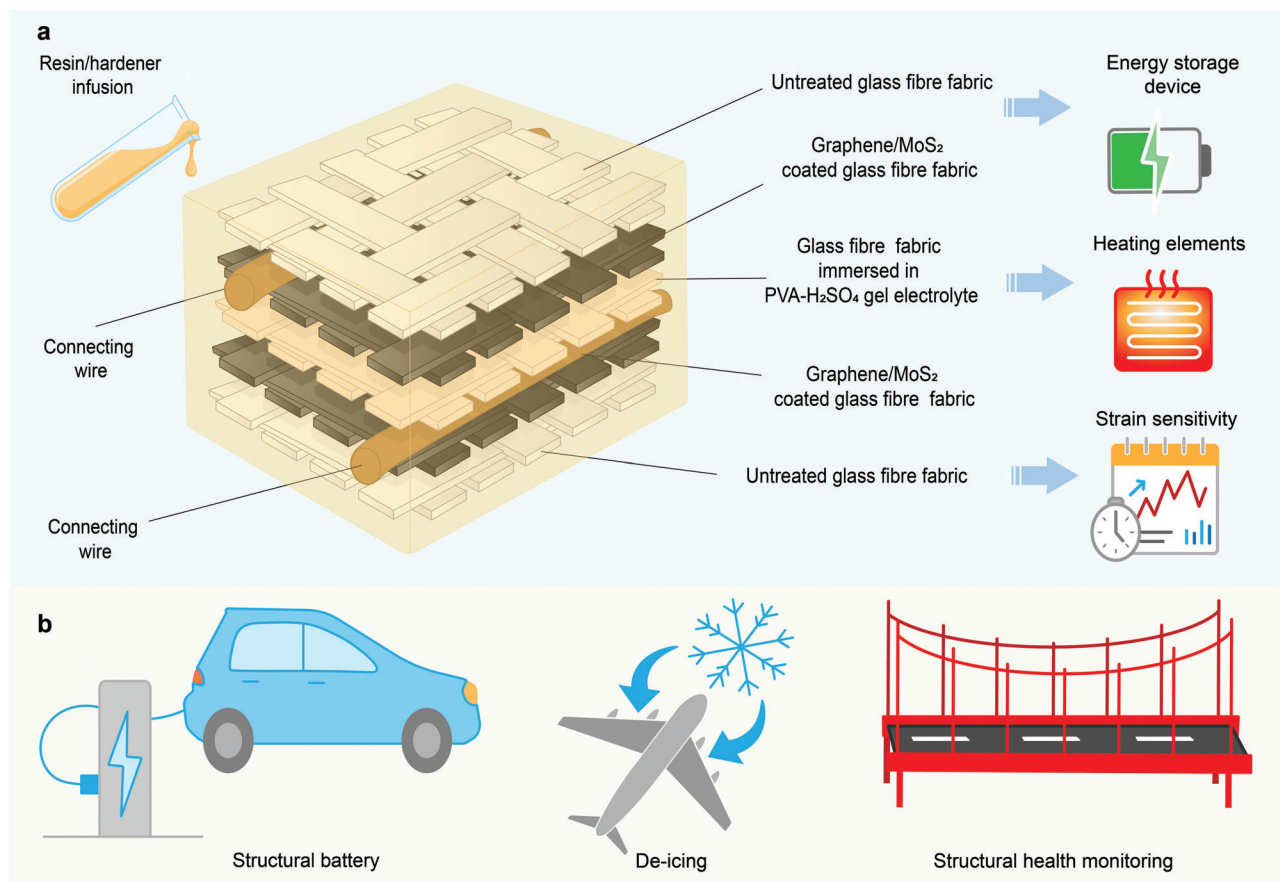 a
Resin/hardener
infusion
Untreated glass fibre fabric
Graphene/MoS₂
coated glass fibre fabric
Glass fibre fabric
immersed in
PVA-H₂SO₄ gel electrolyte
Graphene/MoS₂
coated glass fibre fabric
Untreated glass fibre fabric
Connecting
wire
Connecting
wire
Energy storage
device
Heating elements
Strain sensitivity
b
Structural battery
De-icing
Structural health monitoring